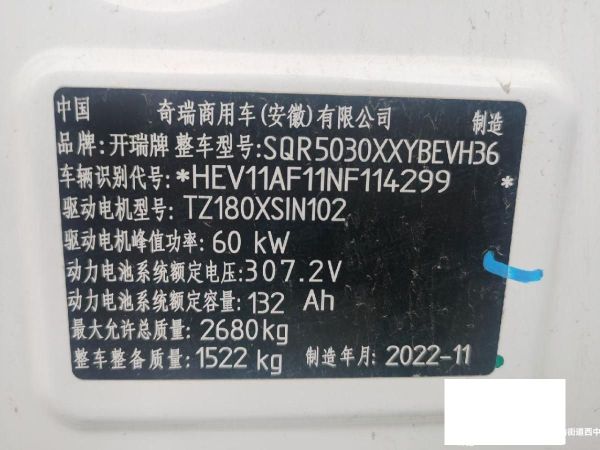 中国 奇瑞商用车(安徽)有限公司 制造
品牌:开瑞牌 整车型号:SQR5030XXYBEVH36
车辆识别代号:*HEV11AF11NF114299 *
驱动电机型号: TZ180XSIN102
驱动电机峰值功率: 60 kW
动力电池系统额定电压:307.2V
动力电池系统额定容量:132 Ah
最大允许总质量: 2680kg
整车整备质量:1522 kg 制造年月: 2022-11
街道西中